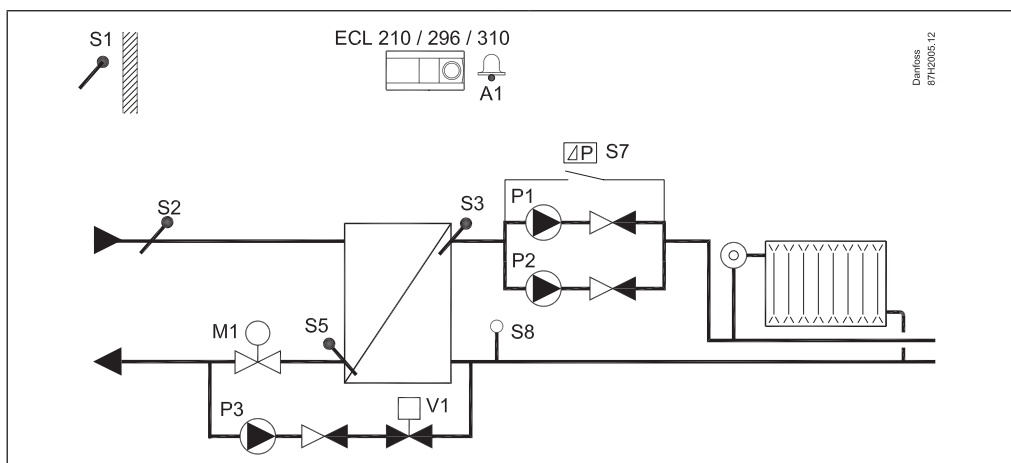 S1
ECL 210 / 296 / 310
A1
Danfoss
87H2005.12
P S7
P1
S2
S3
P2
M1
S5
S8
P3
V1